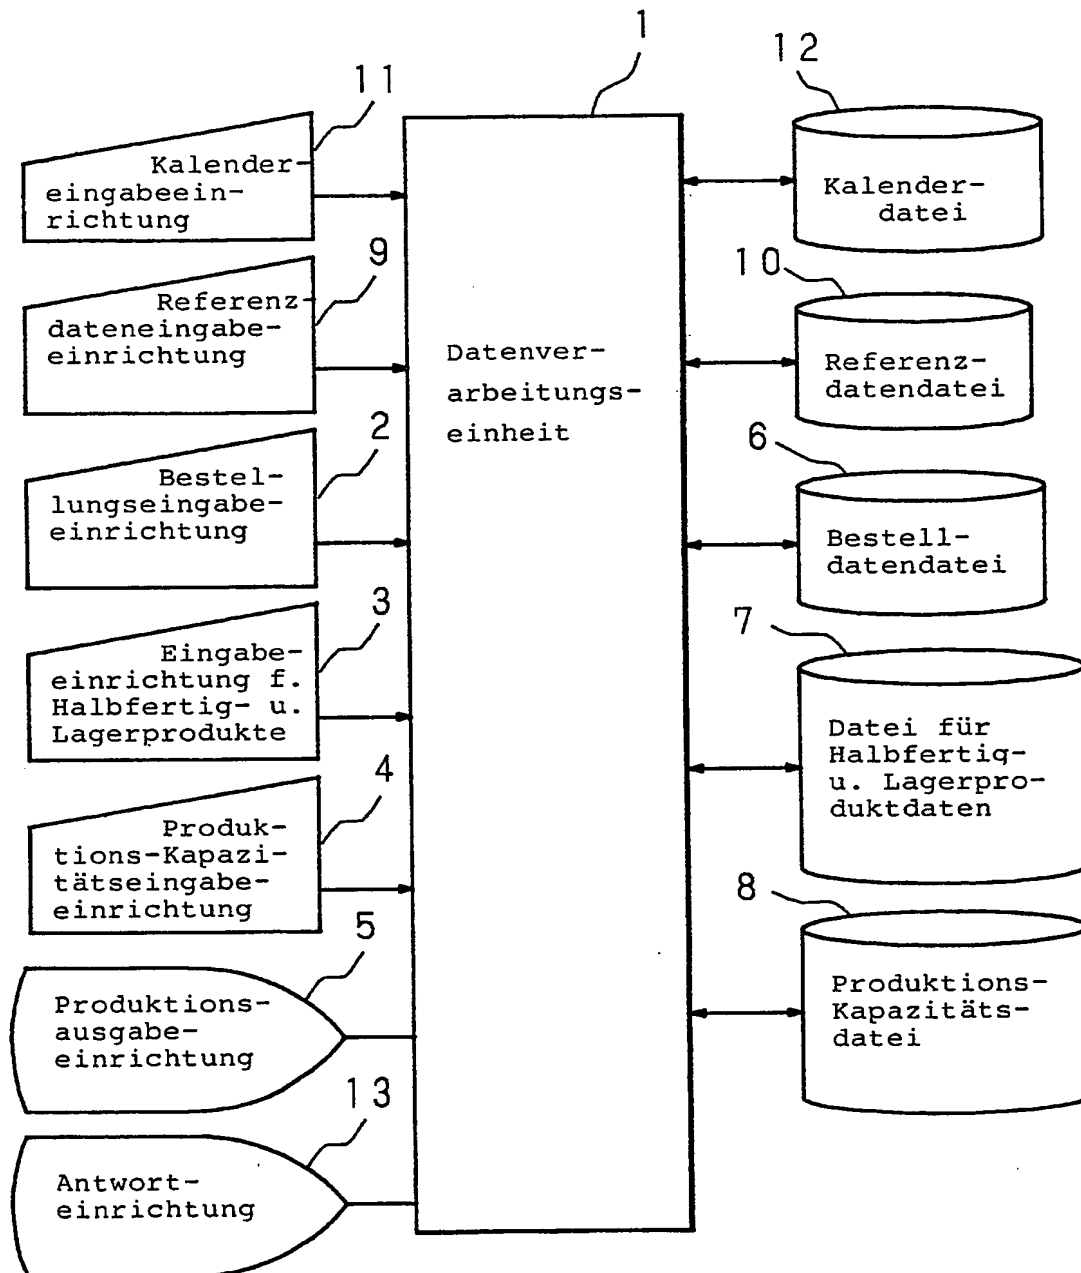 1
12
11
Kalender-
eingabeein-
richtung
Kalender-
datei
9
Referenz-
dateneingabe-
einrichtung
10
Referenz-
datendatei
Datenver-
arbeitungs-
einheit
2
Bestel-
lungseingabe-
einrichtung
6
Bestell-
datendatei
3
Eingabe-
einrichtung f.
Halbfertig- u.
Lagerprodukte
7
Datei für
Halbfertig-
u. Lagerpro-
duktdaten
4
Produk-
tions-Kapazi-
tätseingabe-
einrichtung
8
Produktions-
Kapazitäts-
datei
5
Produktions-
ausgabe-
einrichtung
13
Antwort-
einrichtung